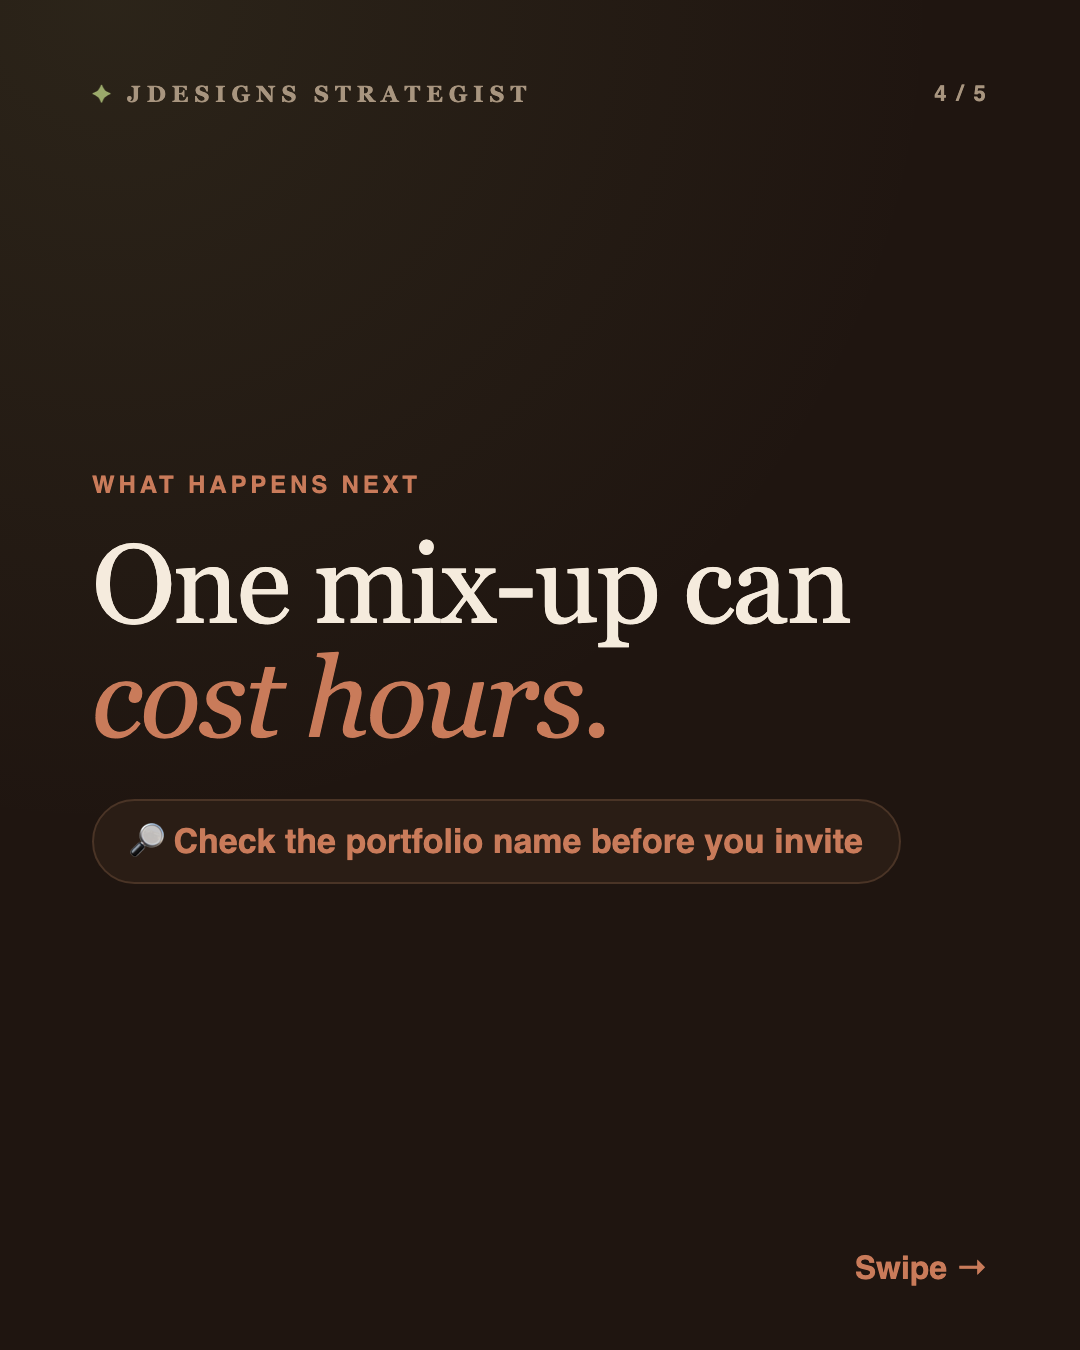 ✦ JDESIGNS STRATEGIST
4 / 5
WHAT HAPPENS NEXT
One mix-up can
cost hours.
🔎 Check the portfolio name before you invite
Swipe →